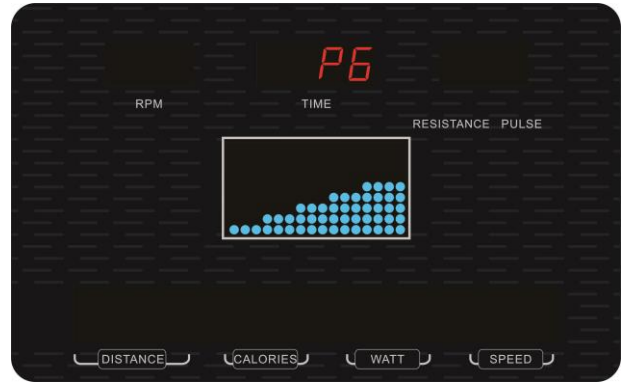 P6
RPM TIME
RESISTANCE PULSE
DISTANCE CALORIES WATT SPEED